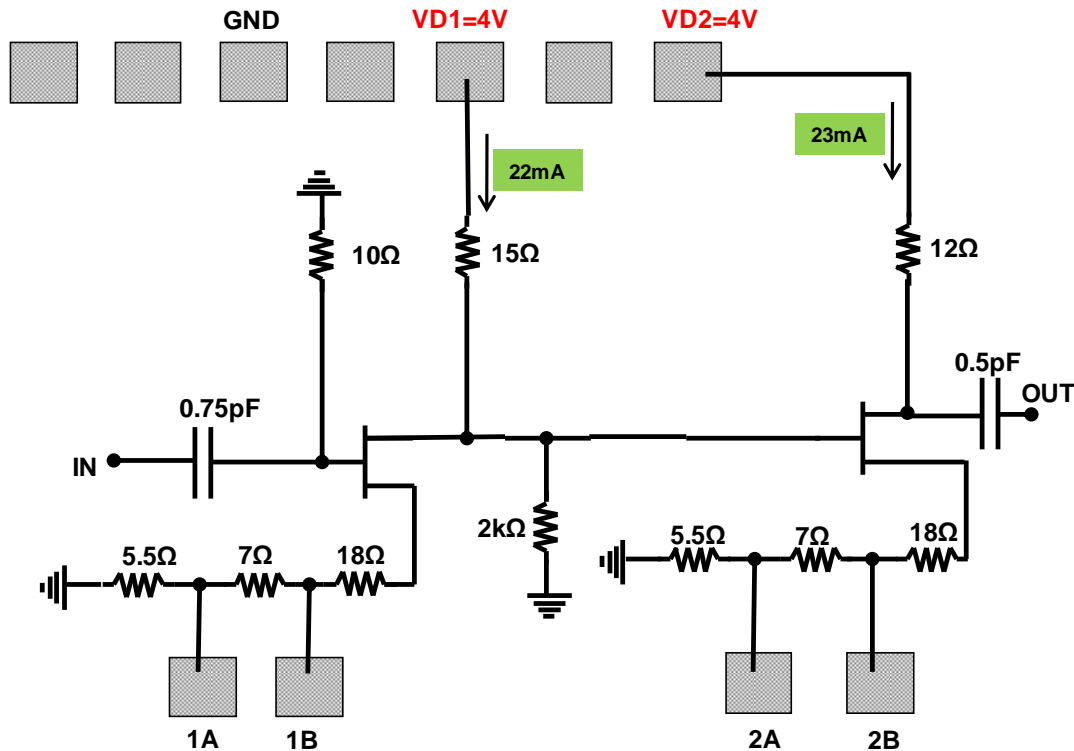 GND
VD1=4V
VD2=4V
23mA
22mA
10Ω
15Ω
12Ω
0.5pF
OUT
0.75pF
IN
2kΩ
5.5Ω
7Ω
18Ω
5.5Ω
7Ω
18Ω
1A
1B
2A
2B